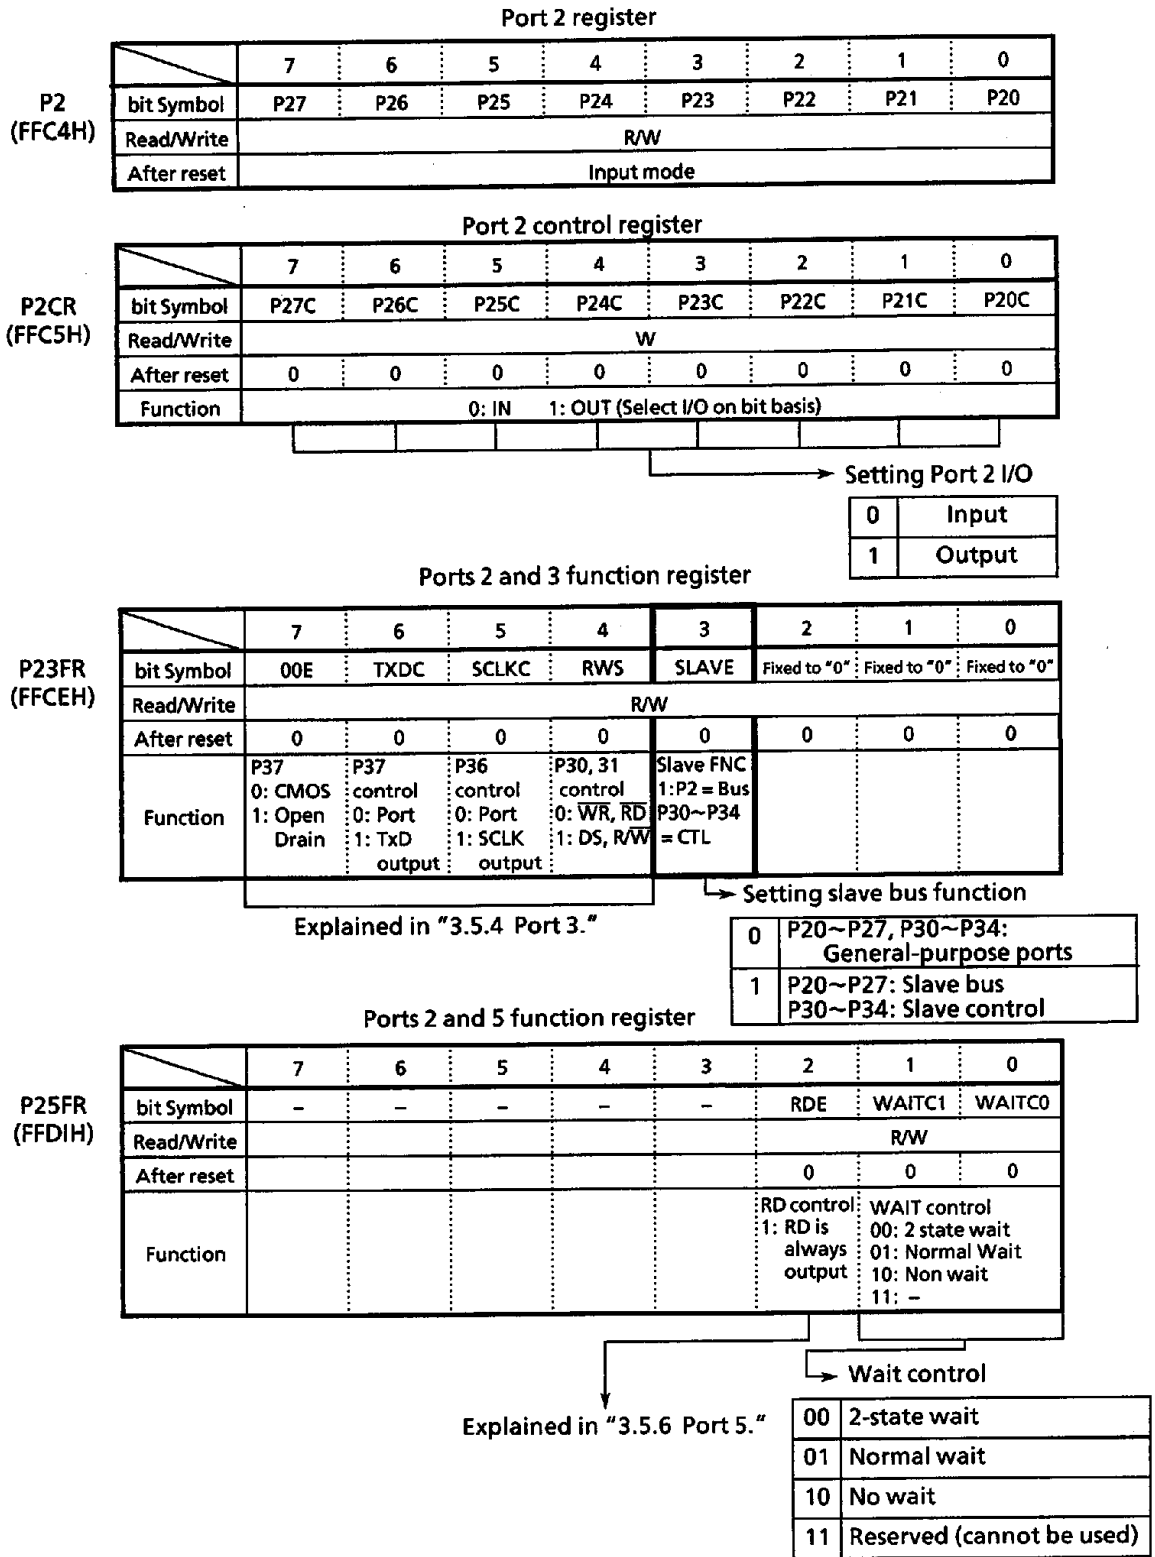 Port 2 register
7 6 5 4 3 2 1 0
P2
(FFC4H)
bit Symbol P27 P26 P25 P24 P23 P22 P21 P20
Read/Write R/W
After reset Input mode
Port 2 control register
7 6 5 4 3 2 1 0
P2CR
(FFC5H)
bit Symbol P27C P26C P25C P24C P23C P22C P21C P20C
Read/Write W
After reset 0 0 0 0 0 0 0 0
Function 0: IN 1: OUT (Select I/O on bit basis)
Setting Port 2 I/O
0 Input
1 Output
Ports 2 and 3 function register
7 6 5 4 3 2 1 0
P23FR
(FFCEH)
bit Symbol 00E TXDC SCLKC RWS SLAVE Fixed to "0" Fixed to "0" Fixed to "0"
Read/Write R/W
After reset 0 0 0 0 0 0 0 0
Function
P37
0: CMOS
1: Open
Drain
P37
control
0: Port
1: TxD
output
P36
control
0: Port
1: SCLK
output
P30, 31
control
0: W̅R̅, R̅D̅
1: DS, R/W̅
Slave FNC
1:P2 = Bus
P30~P34
= CTL
Explained in "3.5.4 Port 3."
Setting slave bus function
0 P20~P27, P30~P34:
General-purpose ports
1 P20~P27: Slave bus
P30~P34: Slave control
Ports 2 and 5 function register
7 6 5 4 3 2 1 0
P25FR
(FFDIH)
bit Symbol – – – – – RDE WAITC1 WAITC0
Read/Write R/W
After reset 0 0 0
Function
RD control
1: RD is
always
output
WAIT control
00: 2 state wait
01: Normal Wait
10: Non wait
11: –
Explained in "3.5.6 Port 5."
Wait control
00 2-state wait
01 Normal wait
10 No wait
11 Reserved (cannot be used)